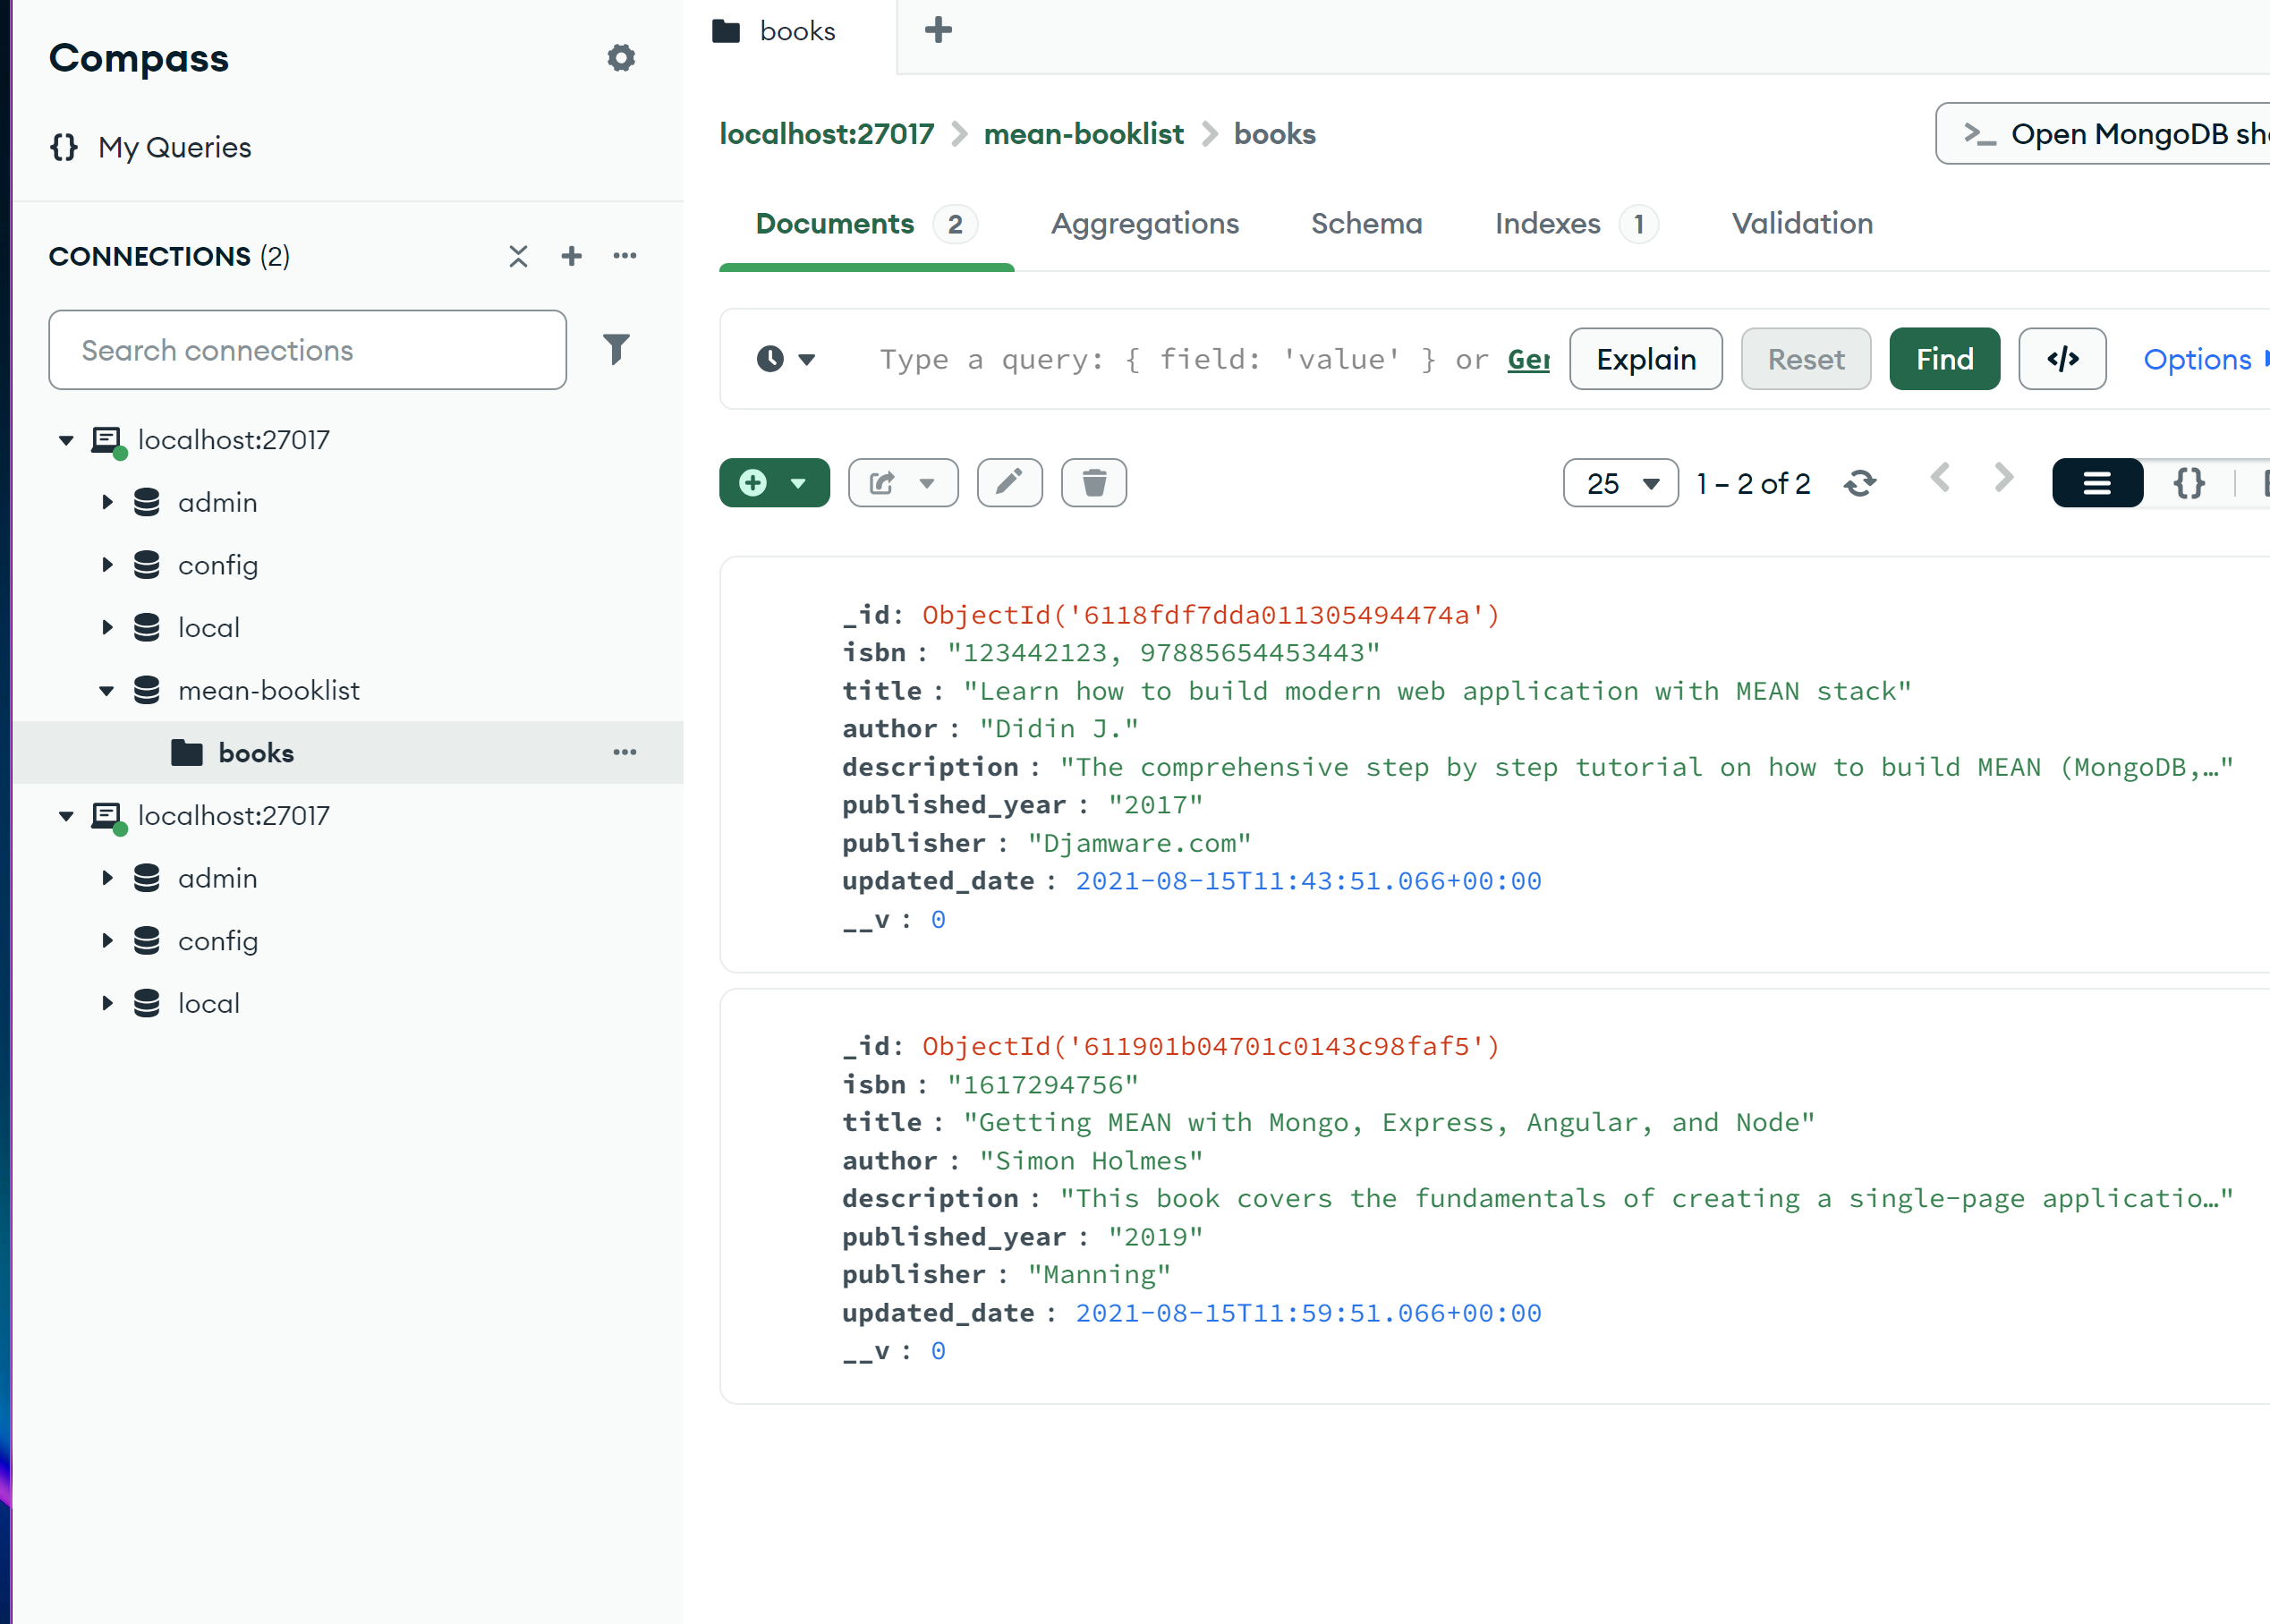 Compass
My Queries
CONNECTIONS (2)
Search connections
localhost:27017
admin
config
local
mean-booklist
books
localhost:27017
admin
config
local
books
localhost:27017 mean-booklist books
Open MongoDB sh
Documents 2 Aggregations Schema Indexes 1 Validation
Type a query: { field: 'value' } or Gen Explain Reset Find </> Options
25 1 – 2 of 2 {}
_id: ObjectId('6118fdf7dda011305494474a')
isbn : "123442123, 97885654453443"
title : "Learn how to build modern web application with MEAN stack"
author : "Didin J."
description : "The comprehensive step by step tutorial on how to build MEAN (MongoDB,…"
published_year : "2017"
publisher : "Djamware.com"
updated_date : 2021-08-15T11:43:51.066+00:00
__v : 0
_id: ObjectId('611901b04701c0143c98faf5')
isbn : "1617294756"
title : "Getting MEAN with Mongo, Express, Angular, and Node"
author : "Simon Holmes"
description : "This book covers the fundamentals of creating a single-page applicatio…"
published_year : "2019"
publisher : "Manning"
updated_date : 2021-08-15T11:59:51.066+00:00
__v : 0